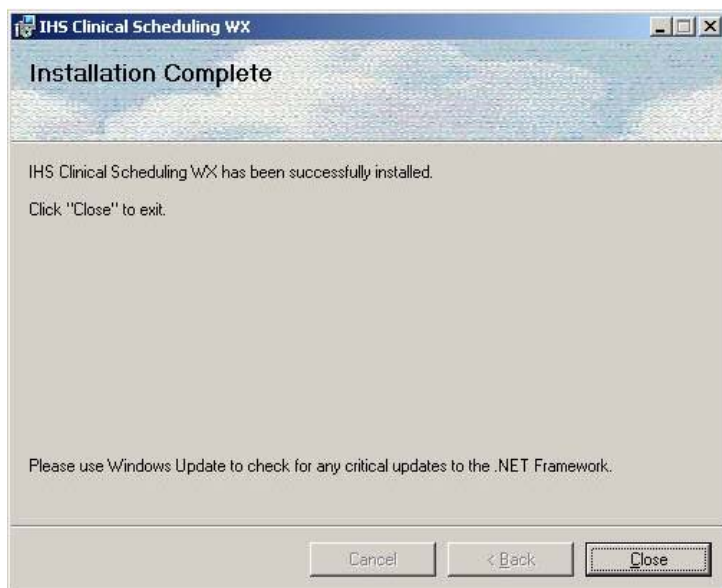 IHS Clinical Scheduling WX
Installation Complete
IHS Clinical Scheduling WX has been successfully installed.
Click "Close" to exit.
Please use Windows Update to check for any critical updates to the .NET Framework.
Cancel
< Back
Close